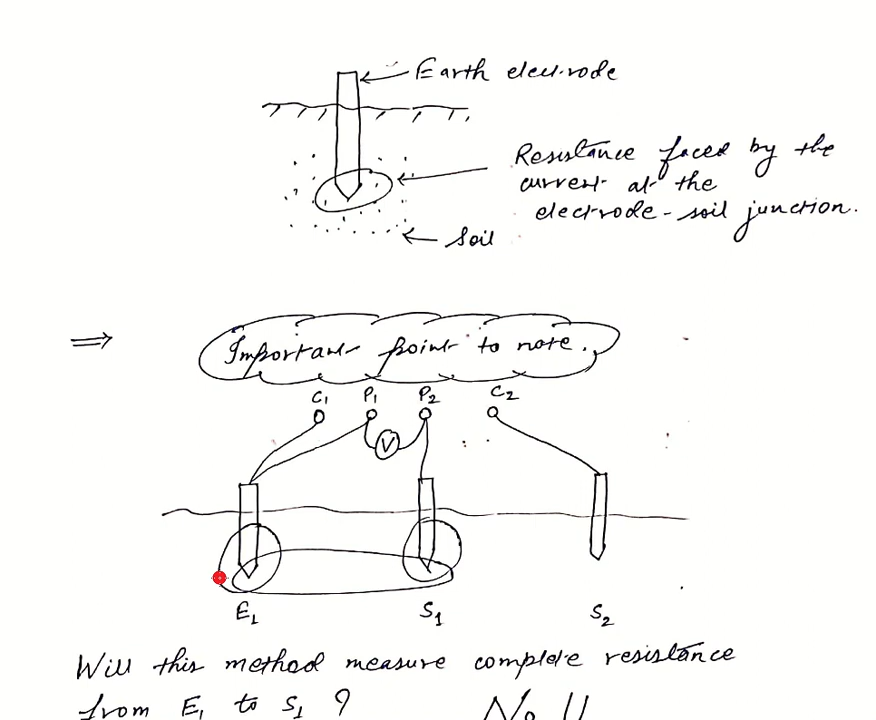 Earth electrode
Resistance faced by the
current at the
electrode-soil junction.
Soil
⇒ Important point to note.
C1 P1 P2 C2
V
E1 S1 S2
Will this method measure complete resistance
from E1 to S1 ? No !!